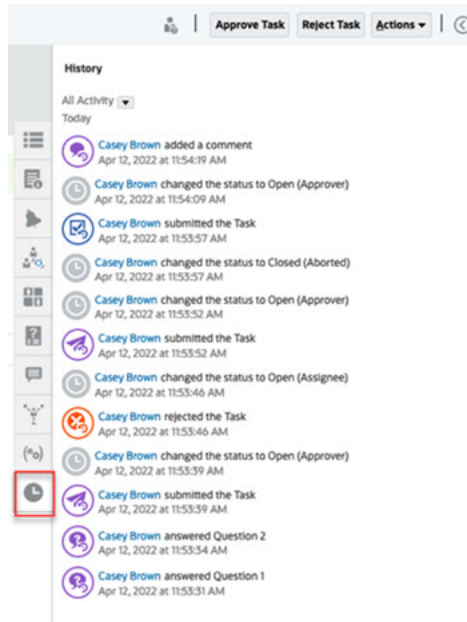 Approve Task Reject Task Actions
History
All Activity
Today
Casey Brown added a comment
Apr 12, 2022 at 11:54:19 AM
Casey Brown changed the status to Open (Approver)
Apr 12, 2022 at 11:54:09 AM
Casey Brown submitted the Task
Apr 12, 2022 at 11:53:57 AM
Casey Brown changed the status to Closed (Aborted)
Apr 12, 2022 at 11:53:57 AM
Casey Brown changed the status to Open (Approver)
Apr 12, 2022 at 11:53:52 AM
Casey Brown submitted the Task
Apr 12, 2022 at 11:53:52 AM
Casey Brown changed the status to Open (Assignee)
Apr 12, 2022 at 11:53:46 AM
Casey Brown rejected the Task
Apr 12, 2022 at 11:53:46 AM
Casey Brown changed the status to Open (Approver)
Apr 12, 2022 at 11:53:39 AM
Casey Brown submitted the Task
Apr 12, 2022 at 11:53:39 AM
Casey Brown answered Question 2
Apr 12, 2022 at 11:53:34 AM
Casey Brown answered Question 1
Apr 12, 2022 at 11:53:31 AM